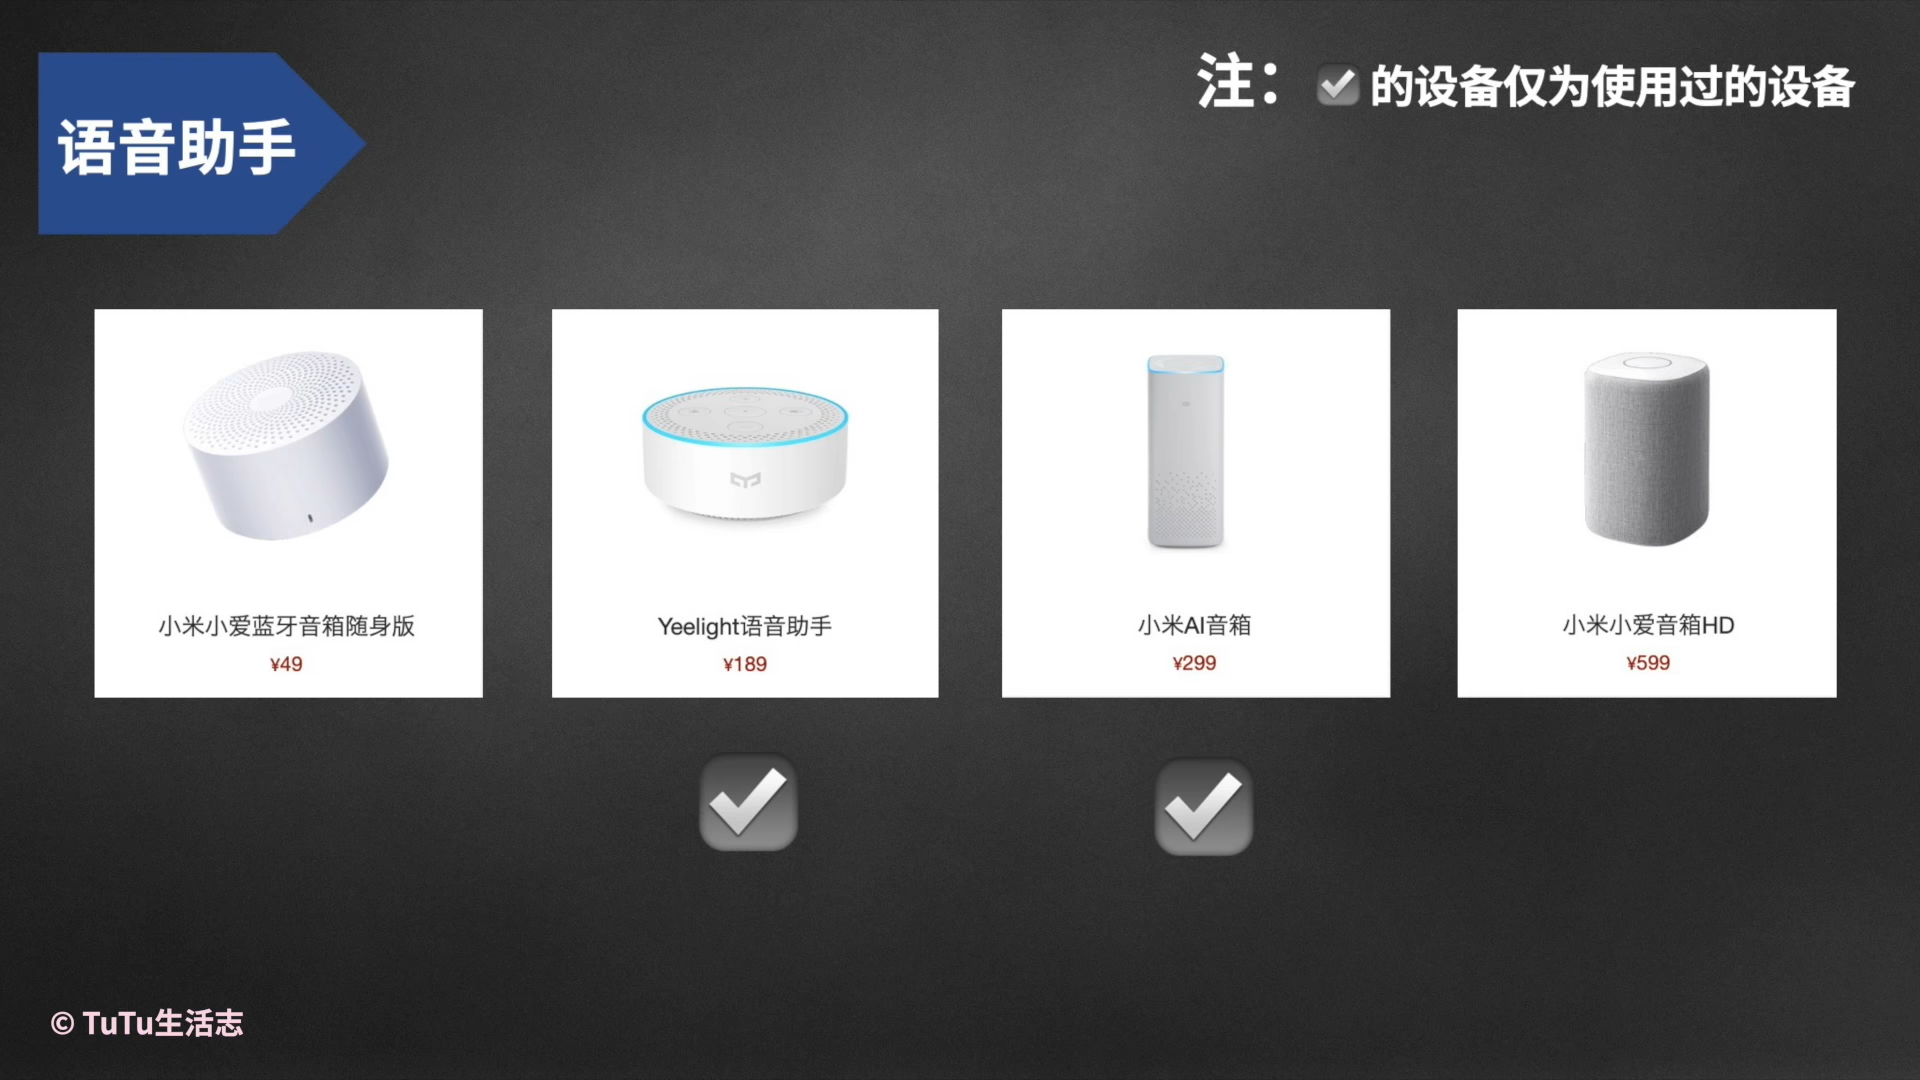 语音助手
注： 的设备仅为使用过的设备
小米小爱蓝牙音箱随身版
¥49
Yeelight语音助手
¥189
小米AI音箱
¥299
小米小爱音箱HD
¥599
© TuTu生活志